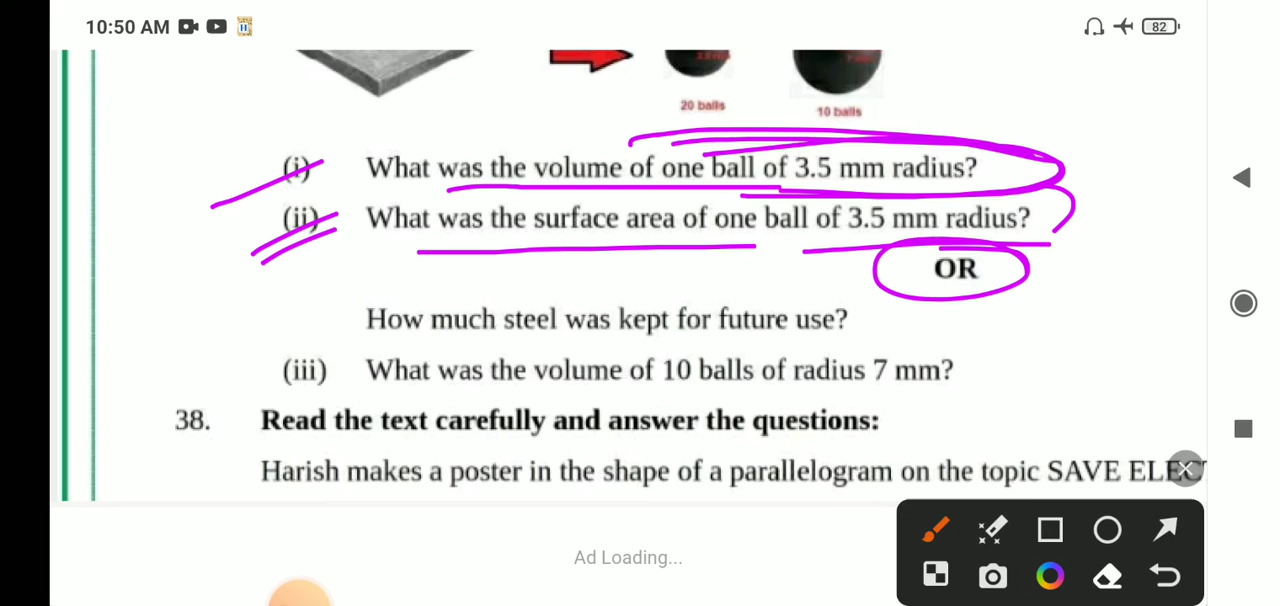 10:50 AM
82
20 balls
10 balls
(i) What was the volume of one ball of 3.5 mm radius?
(ii) What was the surface area of one ball of 3.5 mm radius?
OR
How much steel was kept for future use?
(iii) What was the volume of 10 balls of radius 7 mm?
38. Read the text carefully and answer the questions:
Harish makes a poster in the shape of a parallelogram on the topic SAVE ELECT
Ad Loading...